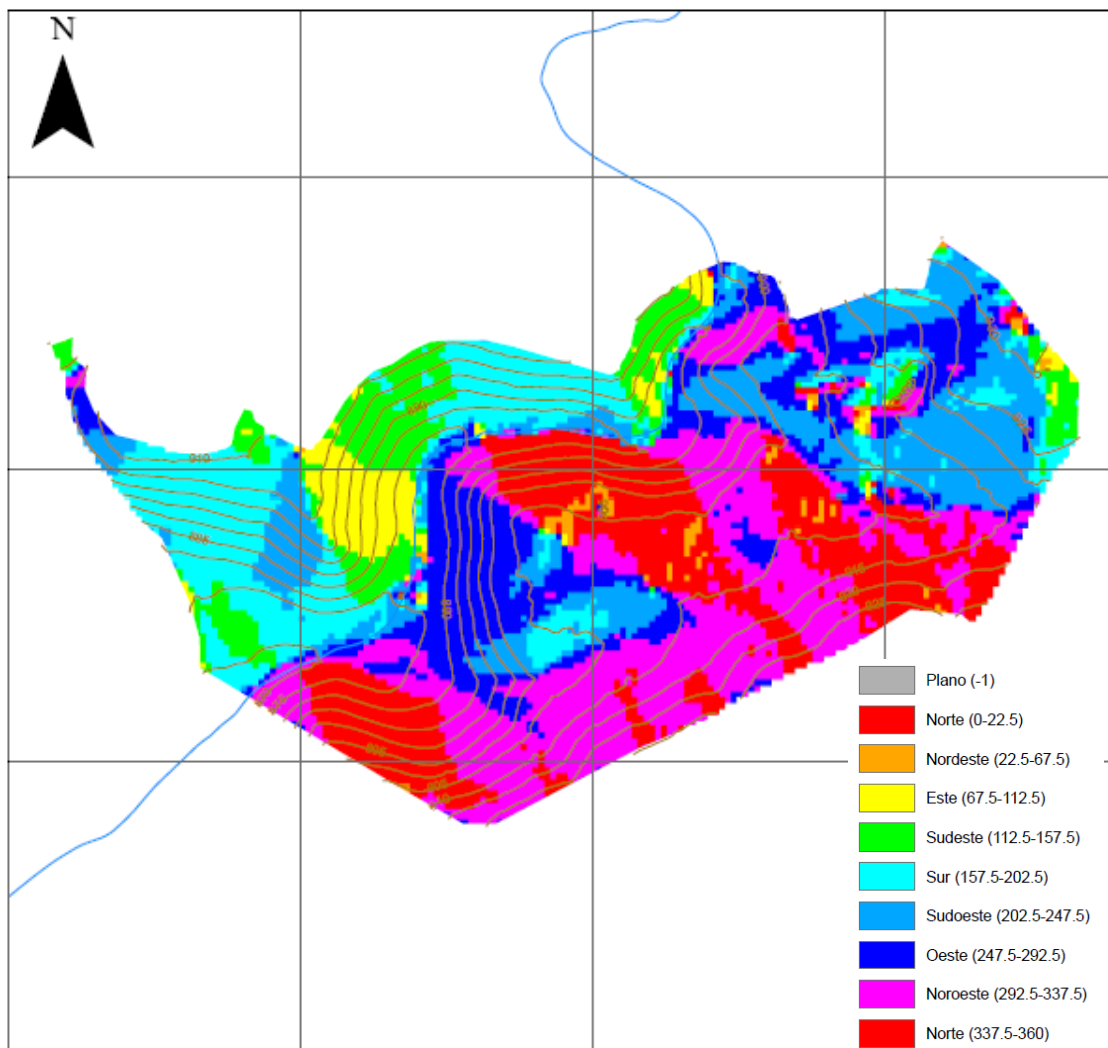 N
910
Plano (-1)
Norte (0-22.5)
Nordeste (22.5-67.5)
Este (67.5-112.5)
Sudeste (112.5-157.5)
Sur (157.5-202.5)
Sudoeste (202.5-247.5)
Oeste (247.5-292.5)
Noroeste (292.5-337.5)
Norte (337.5-360)